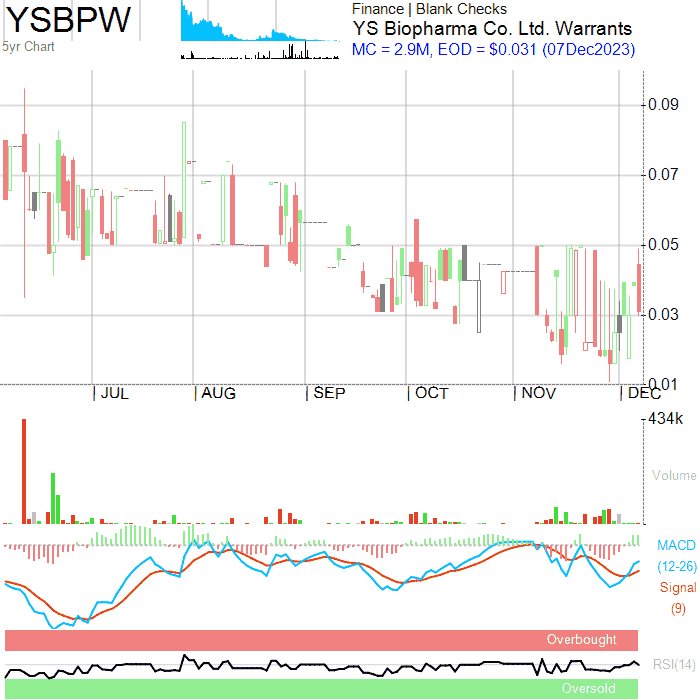 YSBPW
5yr Chart
Finance | Blank Checks
YS Biopharma Co. Ltd. Warrants
MC = 2.9M, EOD = $0.031 (07Dec2023)
0.09
0.07
0.05
0.03
0.01
JUL AUG SEP OCT NOV DEC
434k
Volume
MACD
(12-26)
Signal
(9)
Overbought
RSI(14)
Oversold